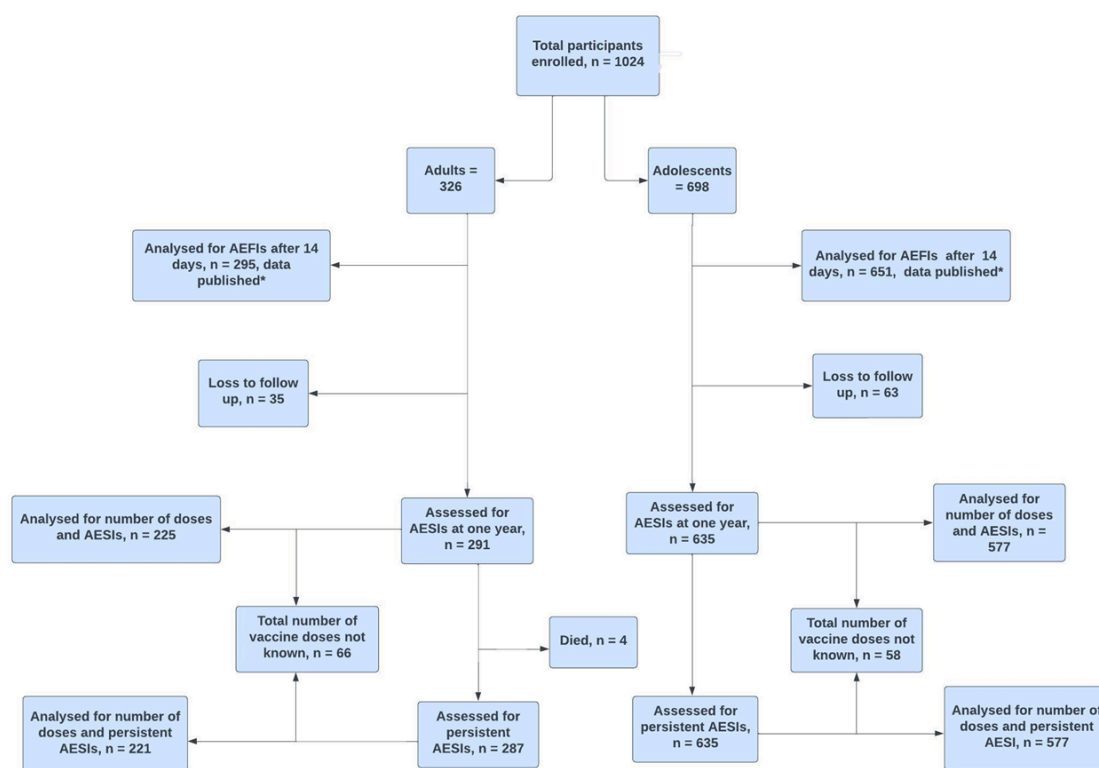 Total participants
enrolled, n = 1024
Adults =
326
Adolescents
= 698
Analysed for AEFIs after 14
days, n = 295, data
published*
Analysed for AEFIs after 14
days, n = 651, data published*
Loss to follow
up, n = 35
Loss to follow
up, n = 63
Analysed for number of doses
and AESIs, n = 225
Assessed for
AESIs at one year,
n = 291
Assessed for
AESIs at one year,
n = 635
Analysed for
number of doses
and AESIs, n =
577
Total number of
vaccine doses not
known, n = 66
Died, n = 4
Total number of
vaccine doses not
known, n = 58
Analysed for number of
doses and persistent
AESIs, n = 221
Assessed for
persistent
AESIs, n = 287
Assessed for
persistent AESIs,
n = 635
Analysed for number of
doses and persistent
AESI, n = 577